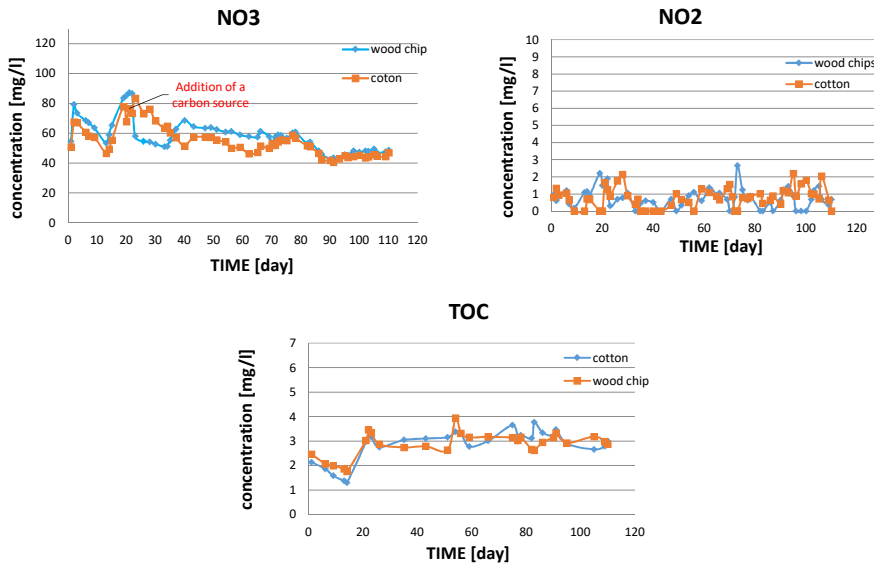 NO3
concentration [mg/l]
120
100
80
60
40
20
0
0 10 20 30 40 50 60 70 80 90 100 110 120
TIME [day]
wood chip
coton
Addition of a
carbon source
NO2
concentration [mg/l]
10
9
8
7
6
5
4
3
2
1
0
0 20 40 60 80 100 120
TIME [day]
wood chips
cotton
TOC
concentration [mg/l]
7
6
5
4
3
2
1
0
0 20 40 60 80 100 120
TIME [day]
cotton
wood chip